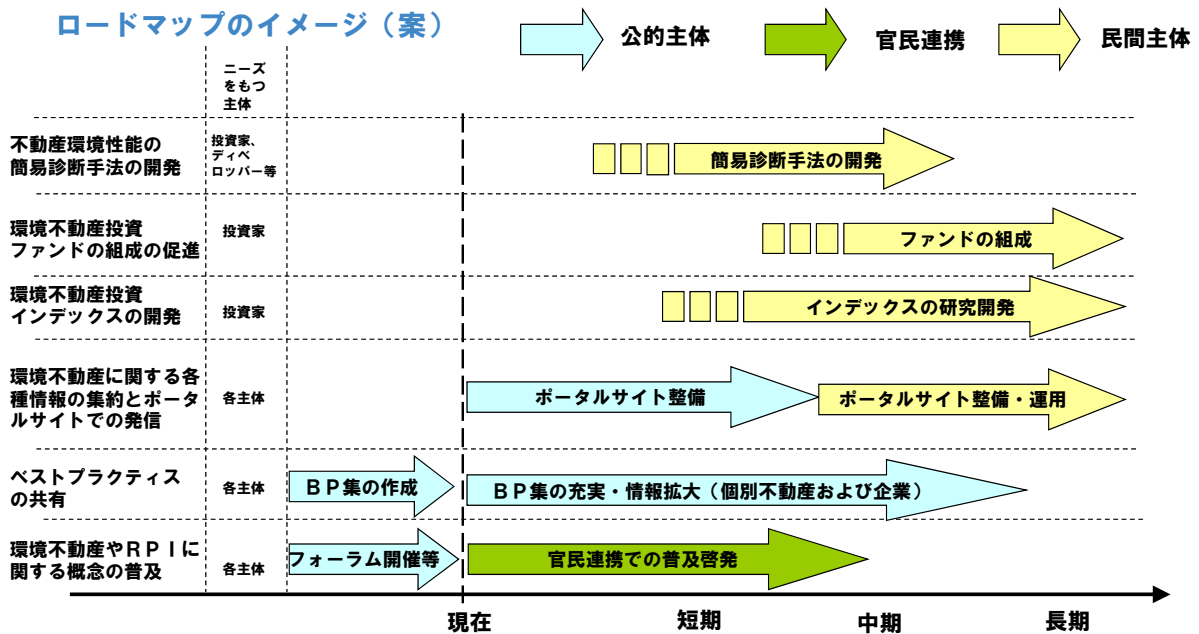 ロードマップのイメージ（案）
公的主体
官民連携
民間主体
ニーズ
をもつ
主体
不動産環境性能の
簡易診断手法の開発
投資家、
ディベ
ロッパー等
簡易診断手法の開発
環境不動産投資
ファンドの組成の促進
投資家
ファンドの組成
環境不動産投資
インデックスの開発
投資家
インデックスの研究開発
環境不動産に関する各
種情報の集約とポータ
ルサイトでの発信
各主体
ポータルサイト整備
ポータルサイト整備・運用
ベストプラクティス
の共有
各主体
ＢＰ集の作成
ＢＰ集の充実・情報拡大（個別不動産および企業）
環境不動産やＲＰＩに
関する概念の普及
各主体
フォーラム開催等
官民連携での普及啓発
現在
短期
中期
長期